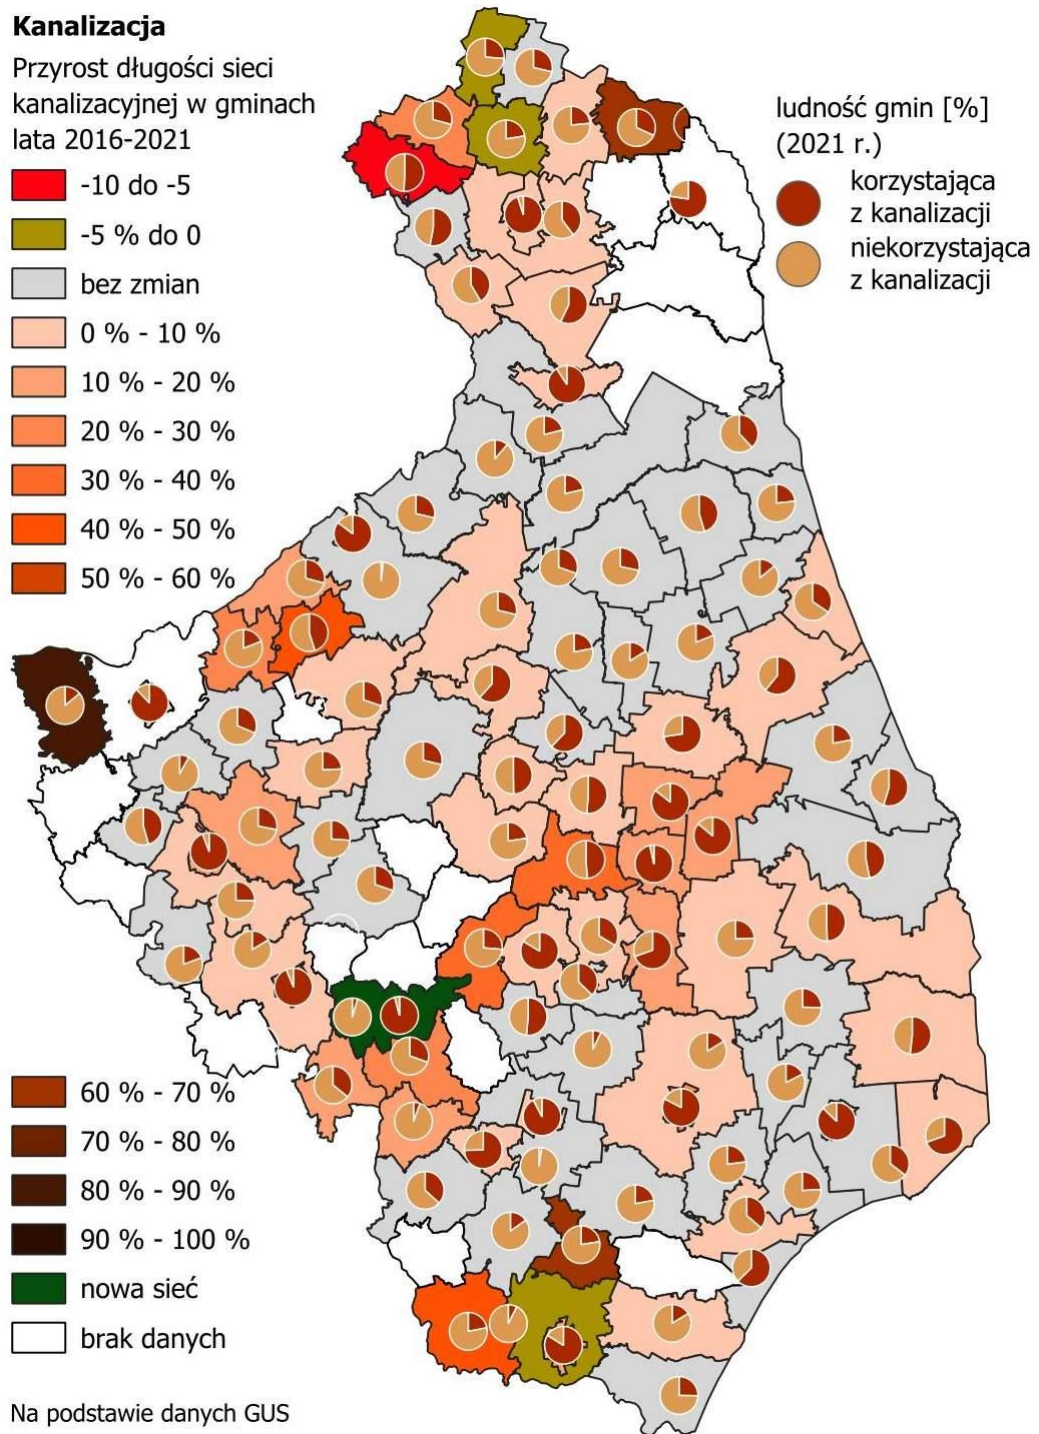 Kanalizacja
Przyrost długości sieci
kanalizacyjnej w gminach
lata 2016-2021
-10 do -5
-5 % do 0
bez zmian
0 % - 10 %
10 % - 20 %
20 % - 30 %
30 % - 40 %
40 % - 50 %
50 % - 60 %
60 % - 70 %
70 % - 80 %
80 % - 90 %
90 % - 100 %
nowa sieć
brak danych
Na podstawie danych GUS
ludność gmin [%]
(2021 r.)
korzystająca
z kanalizacji
niekorzystająca
z kanalizacji